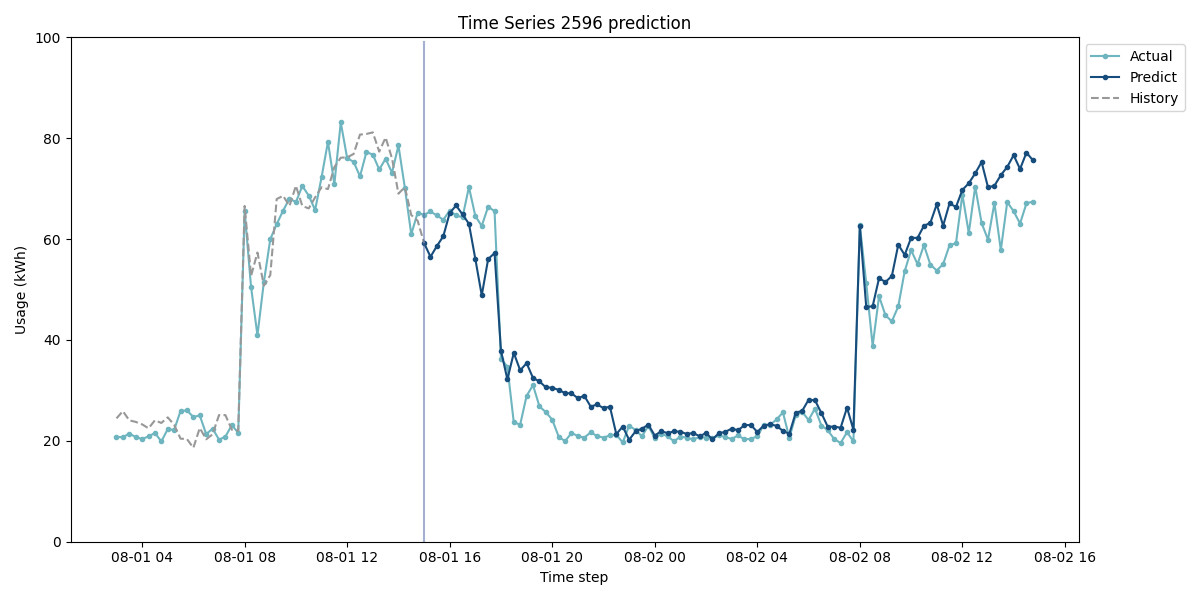 Time Series 2596 prediction
100
80
60
40
20
0
Usage (kWh)
08-01 04
08-01 08
08-01 12
08-01 16
08-01 20
08-02 00
08-02 04
08-02 08
08-02 12
08-02 16
Time step
Actual
Predict
History